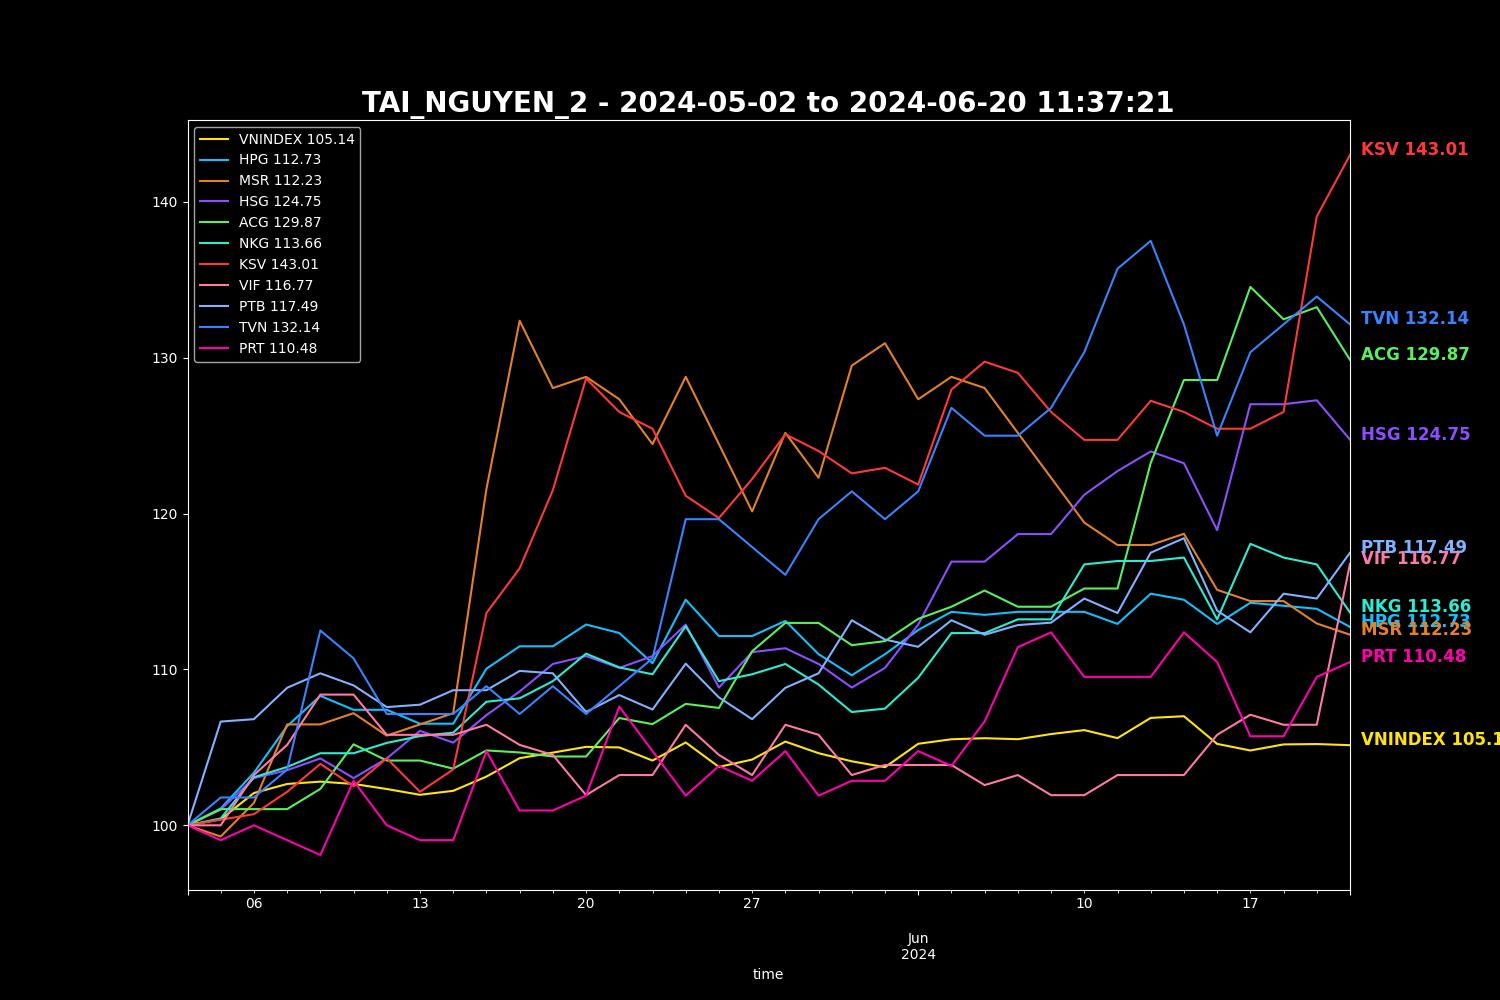 TAI_NGUYEN_2 - 2024-05-02 to 2024-06-20 11:37:21
VNINDEX 105.14
HPG 112.73
MSR 112.23
HSG 124.75
ACG 129.87
NKG 113.66
KSV 143.01
VIF 116.77
PTB 117.49
TVN 132.14
PRT 110.48
140
130
120
110
100
KSV 143.01
TVN 132.14
ACG 129.87
HSG 124.75
PTB 117.49
VIF 116.77
NKG 113.66
HPG 112.73
MSR 112.23
PRT 110.48
VNINDEX 105.1
06 13 20 27 10 17
Jun
2024
time